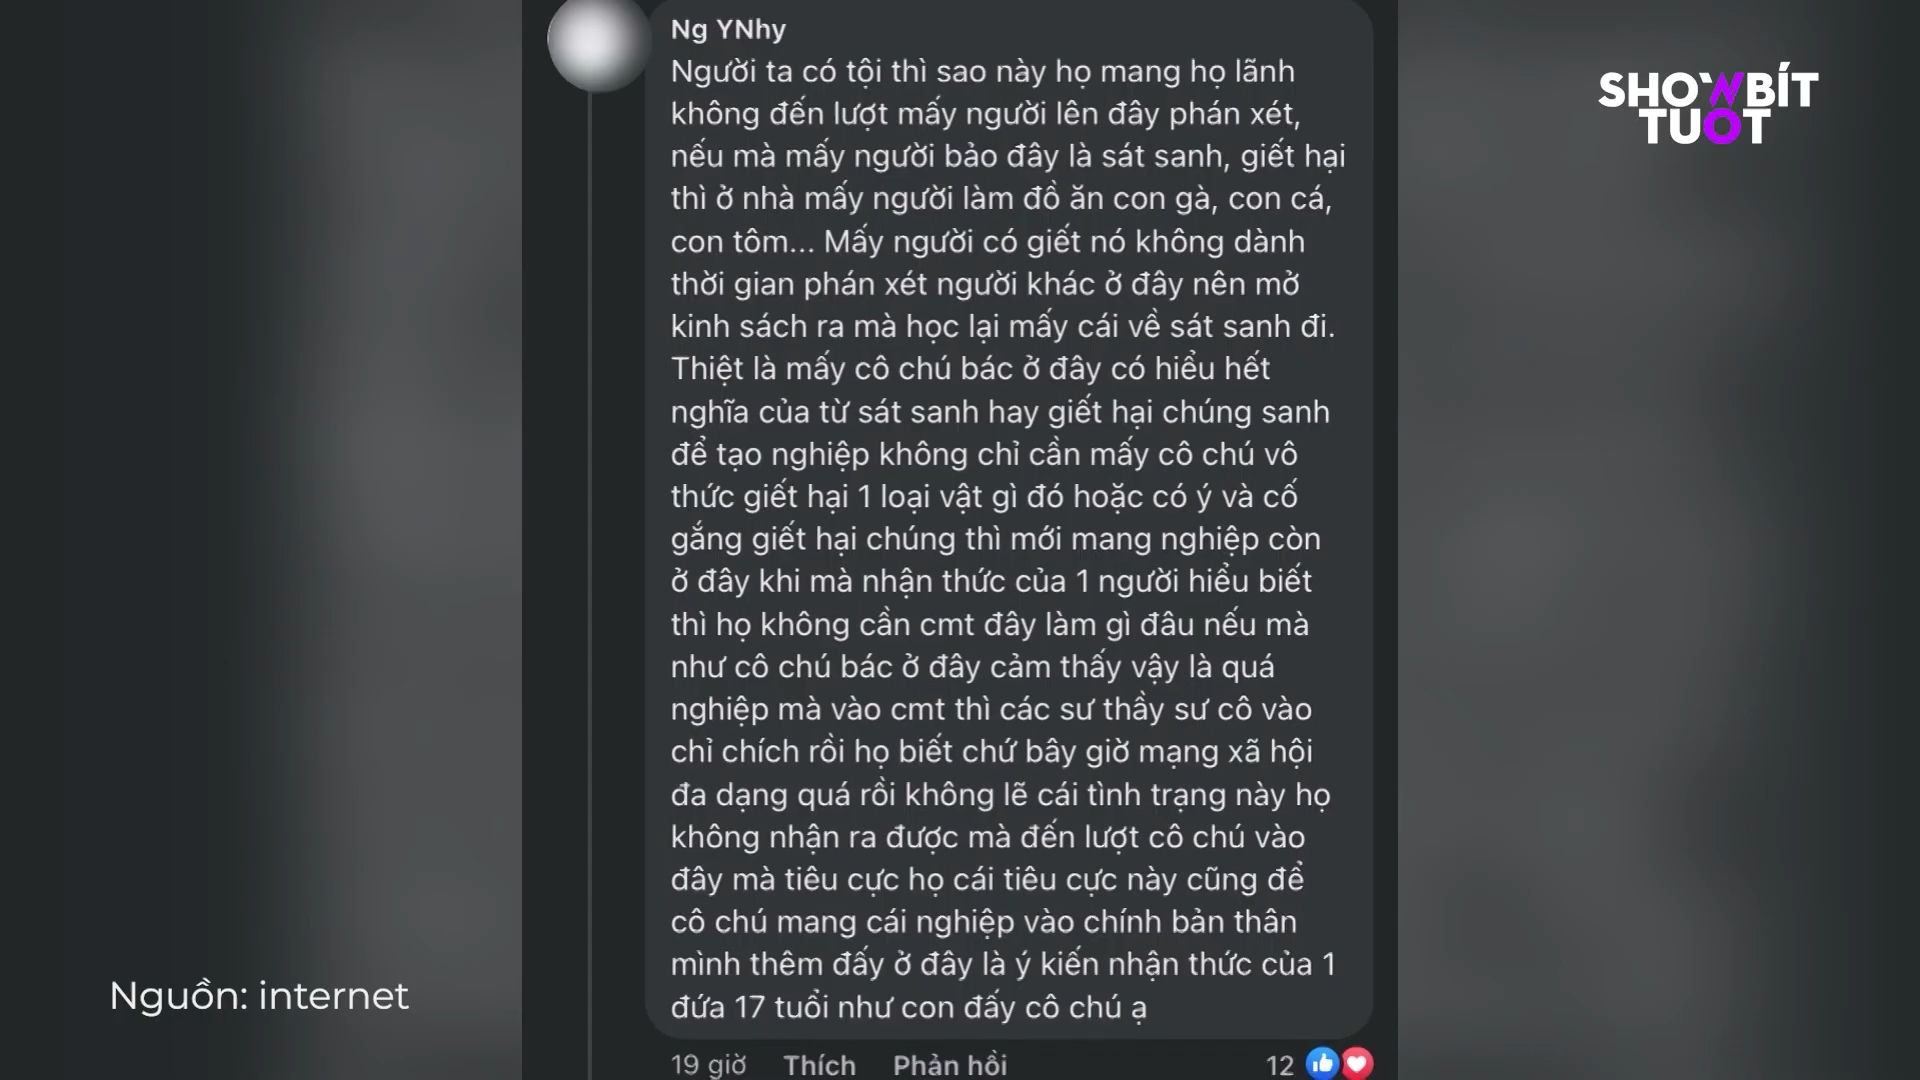 Ng YNhy
Người ta có tội thì sao này họ mang họ lãnh
không đến lượt mấy người lên đây phán xét,
nếu mà mấy người bảo đây là sát sanh, giết hại
thì ở nhà mấy người làm đồ ăn con gà, con cá,
con tôm... Mấy người có giết nó không dành
thời gian phán xét người khác ở đây nên mở
kinh sách ra mà học lại mấy cái về sát sanh đi.
Thiệt là mấy cô chú bác ở đây có hiểu hết
nghĩa của từ sát sanh hay giết hại chúng sanh
để tạo nghiệp không chỉ cần mấy cô chú vô
thức giết hại 1 loại vật gì đó hoặc có ý và cố
gắng giết hại chúng thì mới mang nghiệp còn
ở đây khi mà nhận thức của 1 người hiểu biết
thì họ không cần cmt đây làm gì đâu nếu mà
như cô chú bác ở đây cảm thấy vậy là quá
nghiệp mà vào cmt thì các sư thầy sư cô vào
chỉ chích rồi họ biết chứ bây giờ mạng xã hội
đa dạng quá rồi không lẽ cái tình trạng này họ
không nhận ra được mà đến lượt cô chú vào
đây mà tiêu cực họ cái tiêu cực này cũng để
cô chú mang cái nghiệp vào chính bản thân
mình thêm đấy ở đây là ý kiến nhận thức của 1
đứa 17 tuổi như con đấy cô chú ạ
19 giờ Thích Phản hồi 12
SHOWBÍT
TUỐT
Nguồn: internet